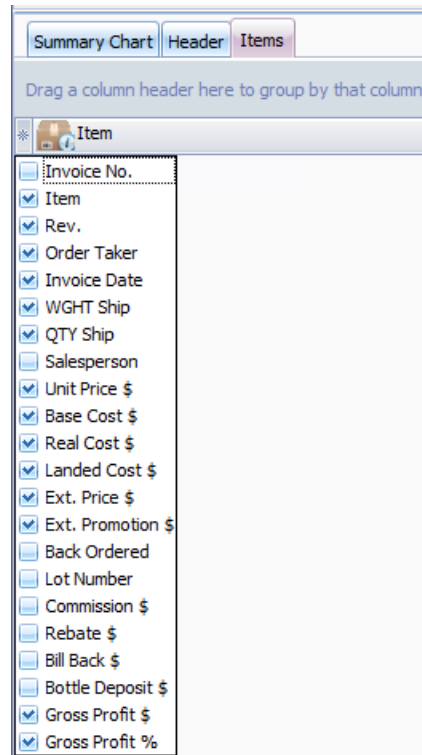 Summary Chart Header Items
Drag a column header here to group by that column
Item
Invoice No.
Item
Rev.
Order Taker
Invoice Date
WGHT Ship
QTY Ship
Salesperson
Unit Price $
Base Cost $
Real Cost $
Landed Cost $
Ext. Price $
Ext. Promotion $
Back Ordered
Lot Number
Commission $
Rebate $
Bill Back $
Bottle Deposit $
Gross Profit $
Gross Profit %